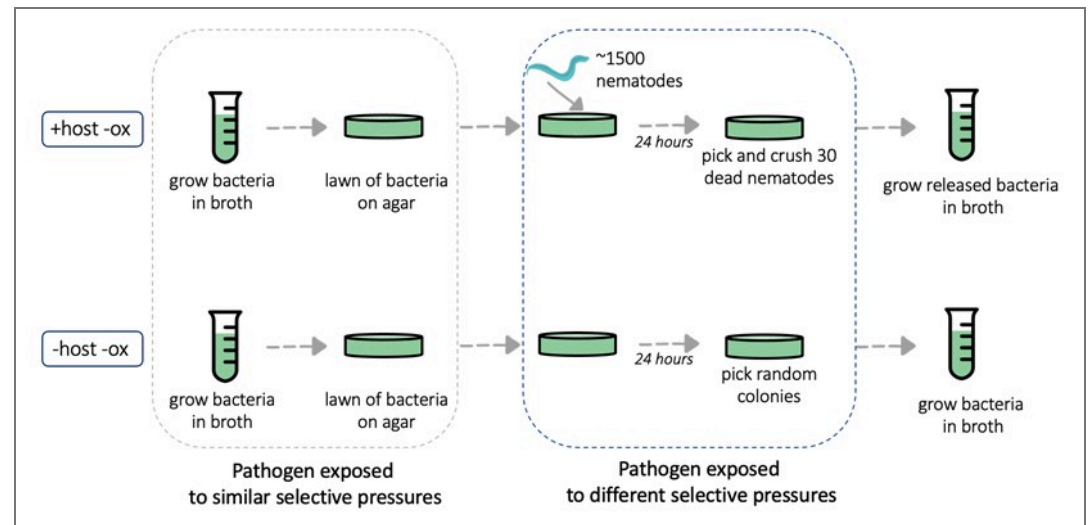 ~1500
nematodes
+host -ox
24 hours
grow bacteria
in broth
lawn of bacteria
on agar
pick and crush 30
dead nematodes
grow released bacteria
in broth
-host -ox
24 hours
grow bacteria
in broth
lawn of bacteria
on agar
pick random
colonies
grow bacteria
in broth
Pathogen exposed
to similar selective pressures
Pathogen exposed
to different selective pressures